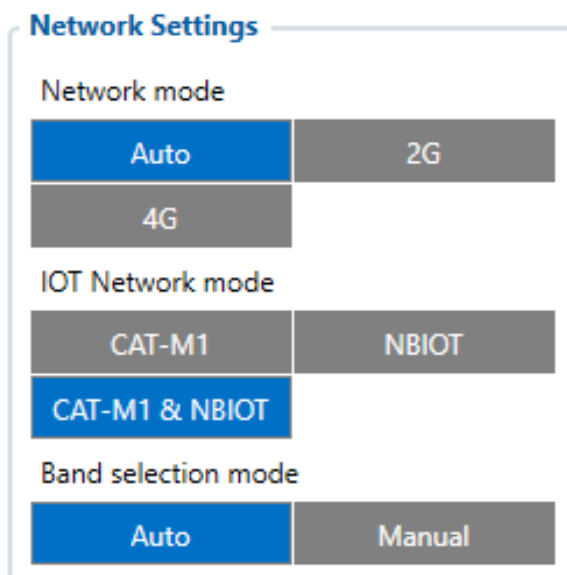 Network Settings
Network mode
Auto 2G
4G
IOT Network mode
CAT-M1 NBIOT
CAT-M1 & NBIOT
Band selection mode
Auto Manual